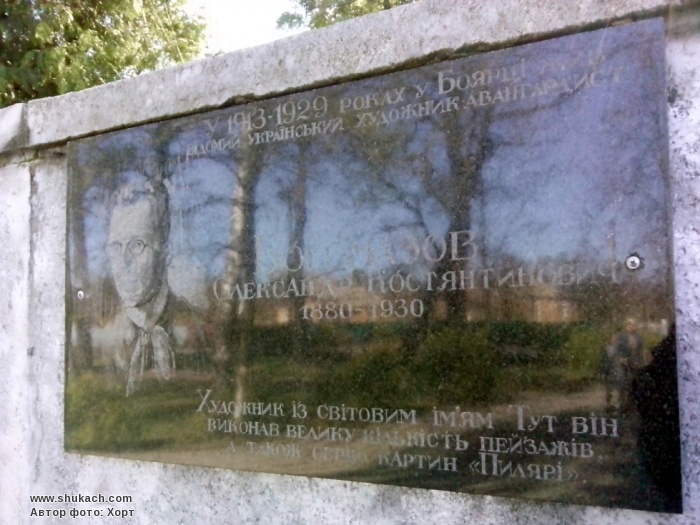 У 1913-1929 РОКАХ У БОЯРЦІ
ВІДОМИЙ УКРАЇНСЬКИЙ ХУДОЖНИК-АВАНГАРДИСТ
ОЛЕКСАНДР КОСТЯНТИНОВИЧ
1880-1930
ХУДОЖНИК ІЗ СВІТОВИМ ІМ'ЯМ ТУТ ВІН
ВИКОНАВ ВЕЛИКУ КІЛЬКІСТЬ ПЕЙЗАЖІВ,
А ТАКОЖ СЕРІЮ КАРТИН «ПИЛЯРІ».
www.shukach.com
Автор фото: Хорт